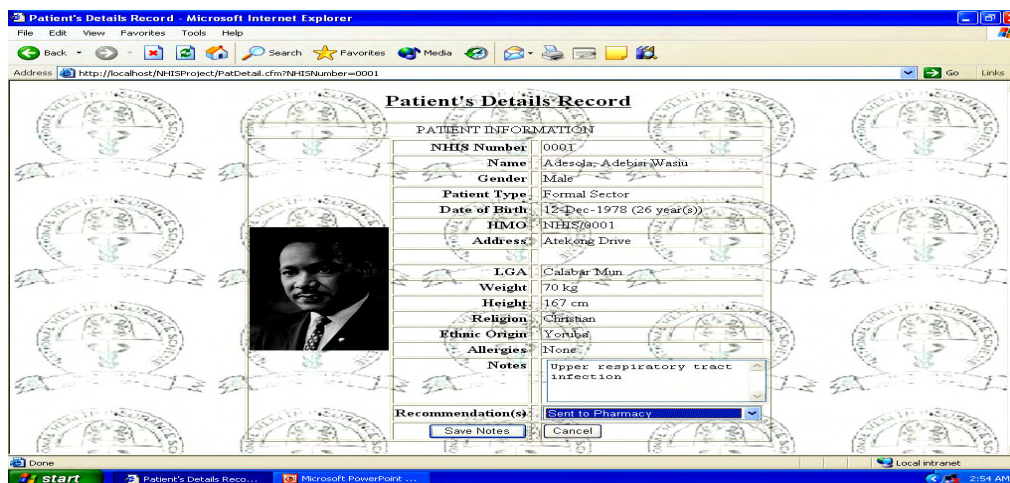 Patient's Details Record - Microsoft Internet Explorer
File Edit View Favorites Tools Help
Back Search Favorites Media
Address http://localhost/NHISProject/PatDetail.cfm?NHISNumber=0001 Go Links
Patient's Details Record
PATIENT INFORMATION
NHIS Number 0001
Name Adesola, Adebisi Wasiu
Gender Male
Patient Type Formal Sector
Date of Birth 12-Dec-1978 (26 year(s))
HMO NHIS/0001
Address Atekong Drive
LGA Calabar Mun.
Weight 70 kg
Height 167 cm
Religion Christian
Ethnic Origin Yoruba
Allergies None
Notes Upper respiratory tract
infection
Recommendation(s) Sent to Pharmacy
Save Notes Cancel
Done Local intranet
start Patient's Details Reco... Microsoft PowerPoint ... 2:54 AM